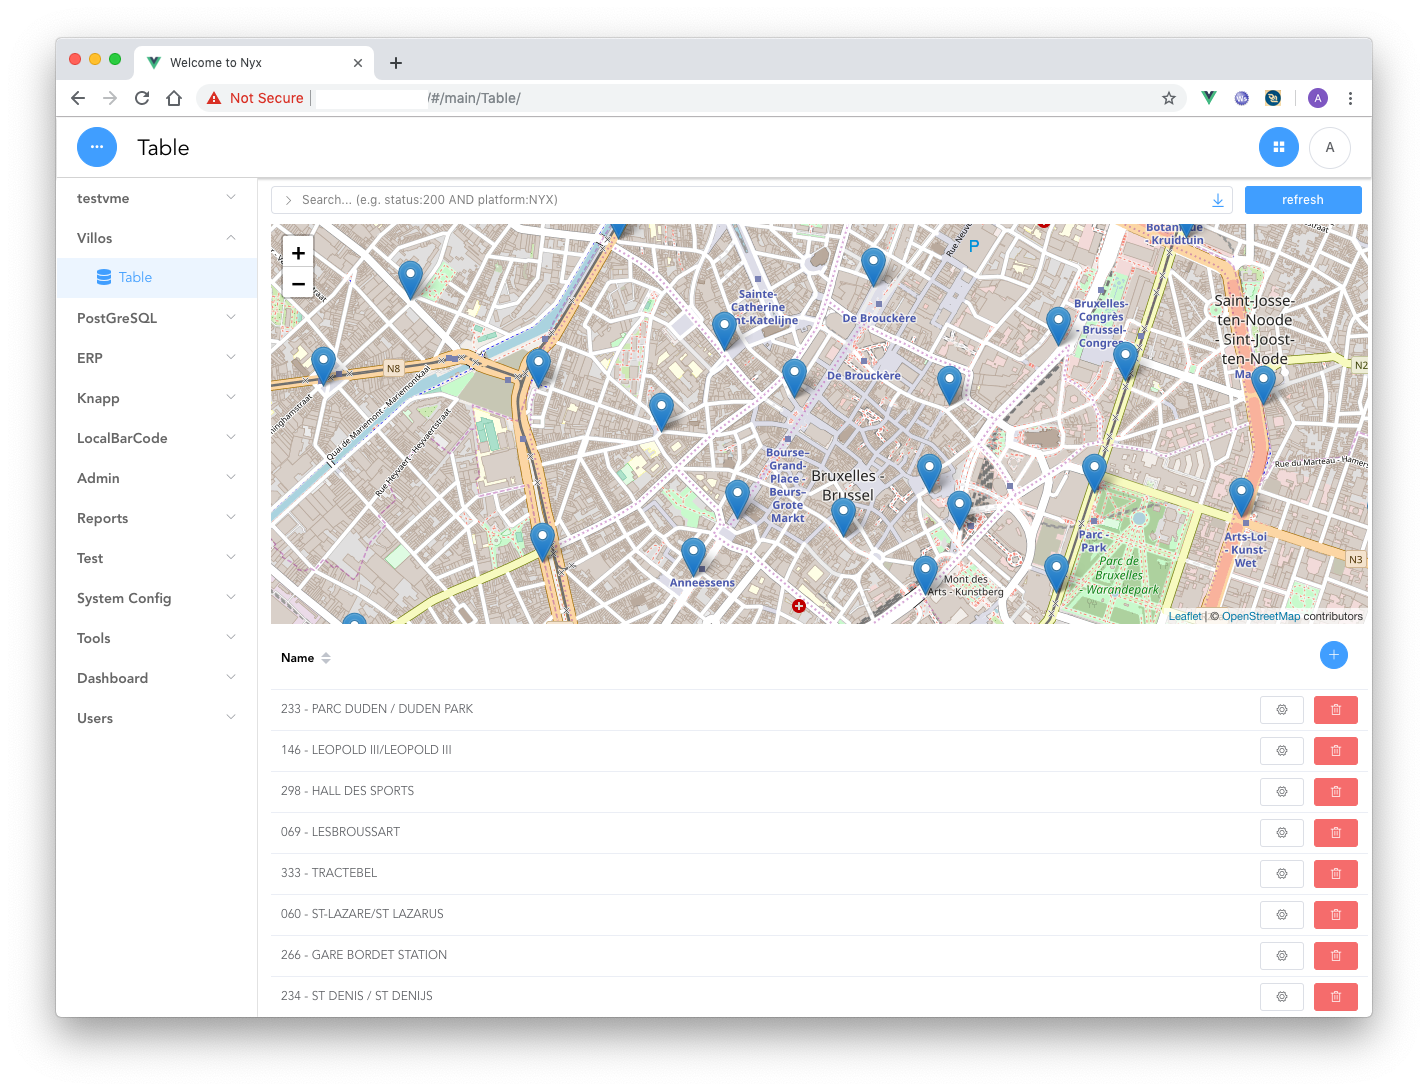 Welcome to Nyx
Not Secure
/#/main/Table/
A
Table
A
testvme
Villos
Table
PostGreSQL
ERP
Knapp
LocalBarCode
Admin
Reports
Test
System Config
Tools
Dashboard
Users
Search... (e.g. status:200 AND platform:NYX)
refresh
+
−
P
Rue Neuve
Kruidtuin
Sainte-
Catherine
De Brouckère
De Brouckère
Bruxelles-
Congrès
- Brussel-
Saint-Josse-
ten-Noode
- Sint-Joost-
ten-Node
N2
N8
Quai de Mariemont - Mariemontkaai
Rue Heyvaert - Heyvaertstraat
Bourse–
Grand-
Place -
Beurs–
Grote
Markt
Bruxelles -
Brussel
Rue du Marteau - Hamers
Parc -
Park
Parc de
Bruxelles
- Warandepark
Arts-Loi
- Kunst-
Wet
N3
Anneessens
Mont des
Arts - Kunstberg
Leaflet | © OpenStreetMap contributors
Name
233 - PARC DUDEN / DUDEN PARK
146 - LEOPOLD III/LEOPOLD III
298 - HALL DES SPORTS
069 - LESBROUSSART
333 - TRACTEBEL
060 - ST-LAZARE/ST LAZARUS
266 - GARE BORDET STATION
234 - ST DENIS / ST DENIJS